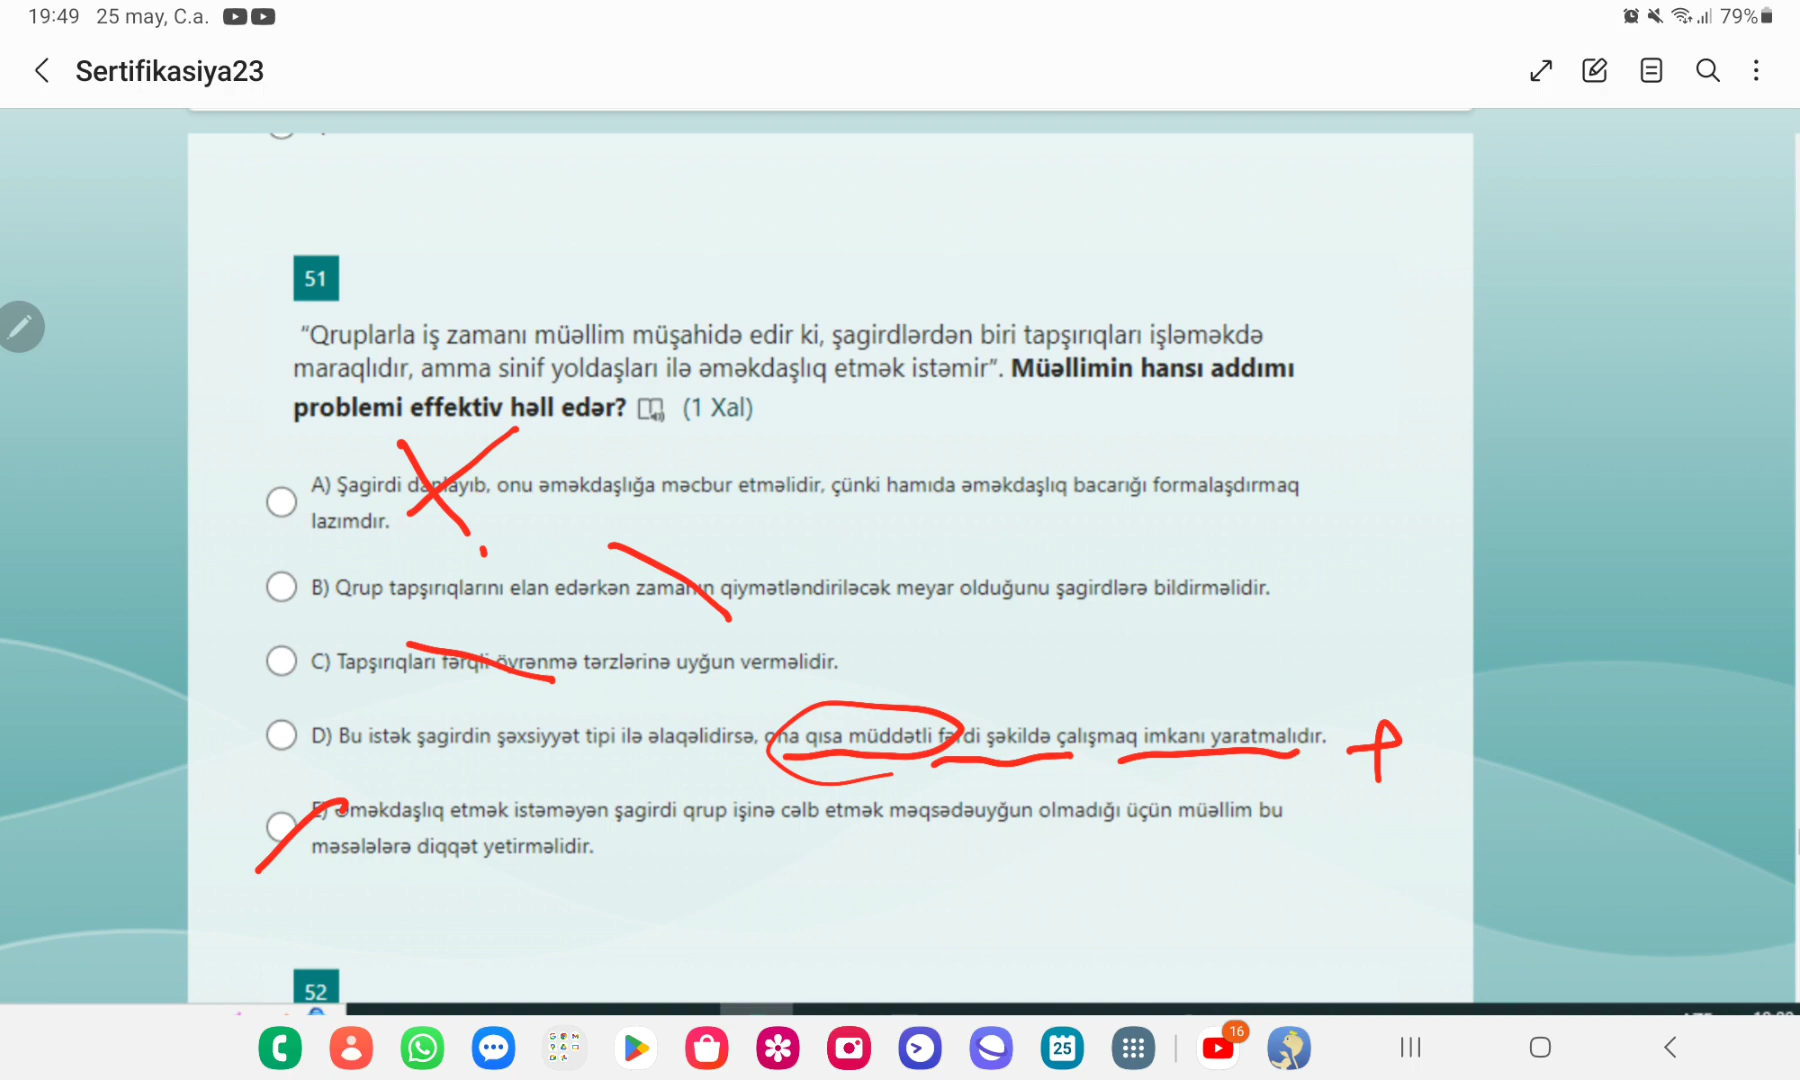 19:49 25 may, C.a.
79%
Sertifikasiya23
51
“Qruplarla iş zamanı müəllim müşahidə edir ki, şagirdlərdən biri tapşırıqları işləməkdə
maraqlıdır, amma sinif yoldaşları ilə əməkdaşlıq etmək istəmir”. Müəllimin hansı addımı
problemi effektiv həll edər? (1 Xal)
A) Şagirdi danlayıb, onu əməkdaşlığa məcbur etməlidir, çünki hamıda əməkdaşlıq bacarığı formalaşdırmaq
lazımdır.
B) Qrup tapşırıqlarını elan edərkən zamanın qiymətləndiriləcək meyar olduğunu şagirdlərə bildirməlidir.
C) Tapşırıqları fərqli öyrənmə tərzlərinə uyğun verməlidir.
D) Bu istək şagirdin şəxsiyyət tipi ilə əlaqəlidirsə, ona qısa müddətli fərdi şəkildə çalışmaq imkanı yaratmalıdır.
E) Əməkdaşlıq etmək istəməyən şagirdi qrup işinə cəlb etmək məqsədəuyğun olmadığı üçün müəllim bu
məsələlərə diqqət yetirməlidir.
52
25
16